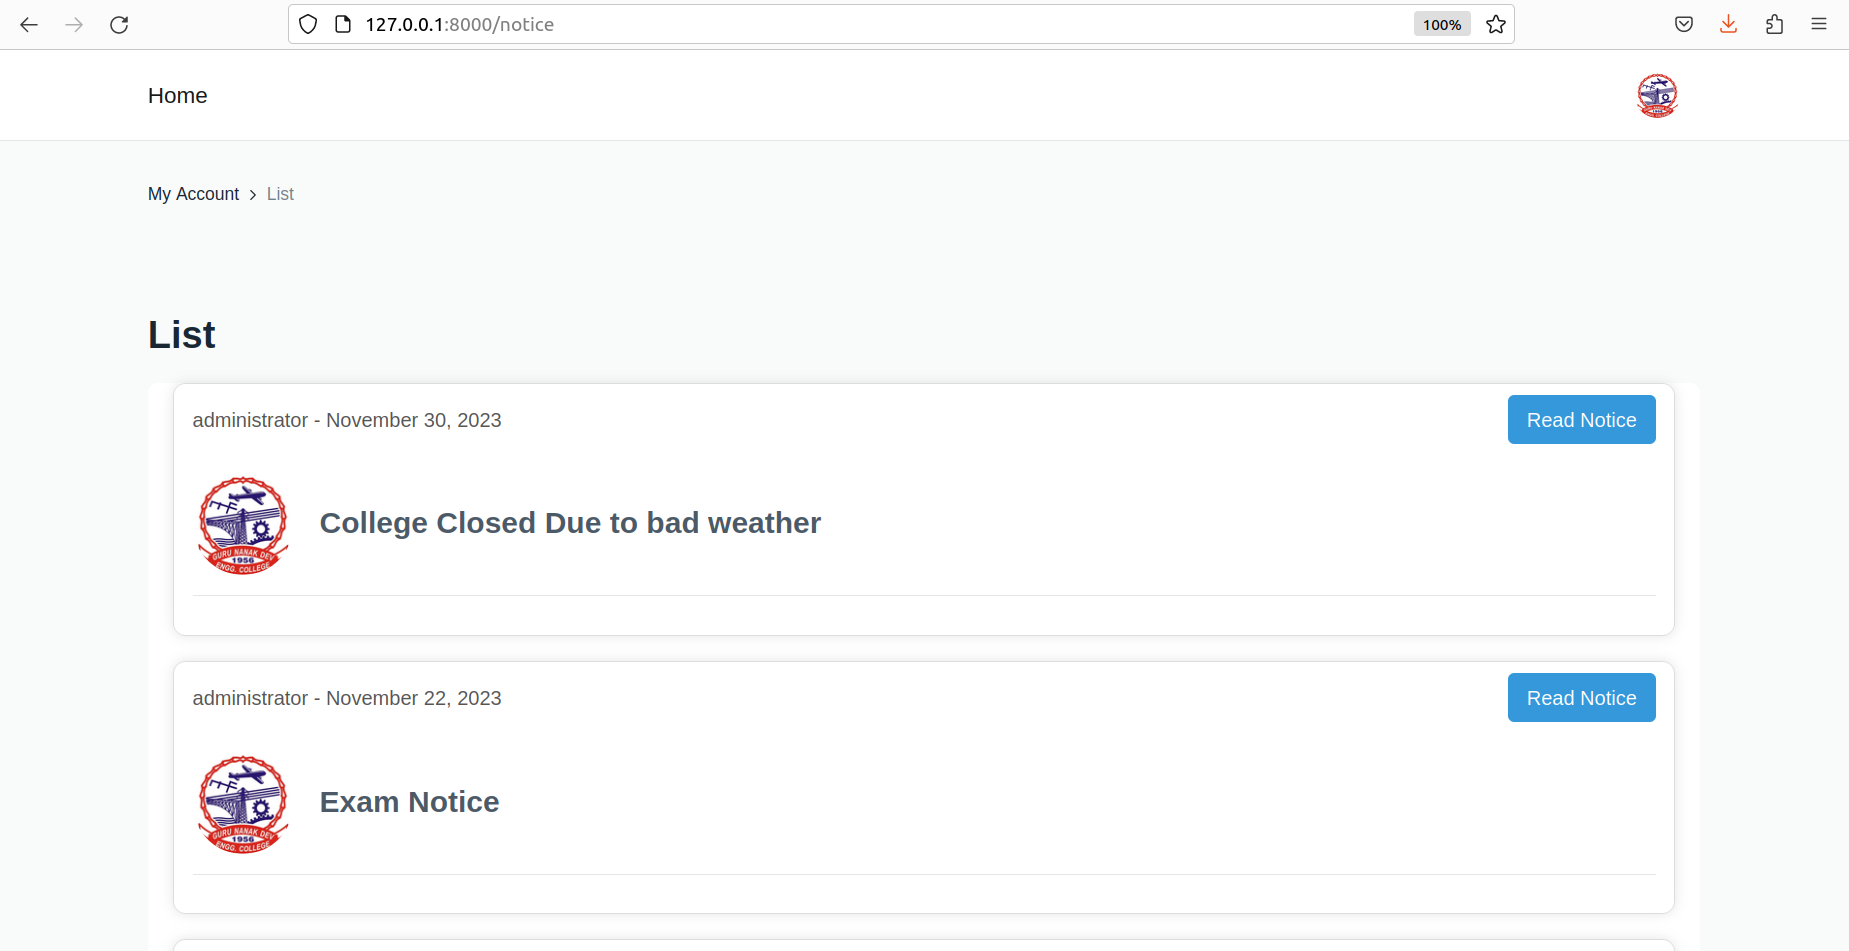 127.0.0.1:8000/notice
100%
Home
My Account > List
List
administrator - November 30, 2023
Read Notice
GURU NANAK DEV
1956
ENGG. COLLEGE
College Closed Due to bad weather
administrator - November 22, 2023
Read Notice
GURU NANAK DEV
1956
ENGG. COLLEGE
Exam Notice